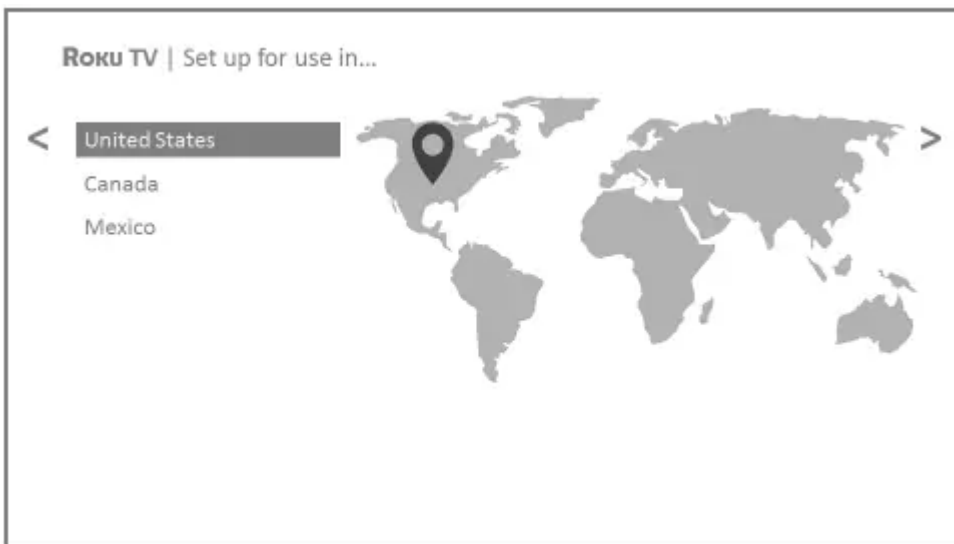 ROKU TV | Set up for use in...
< United States >
Canada
Mexico